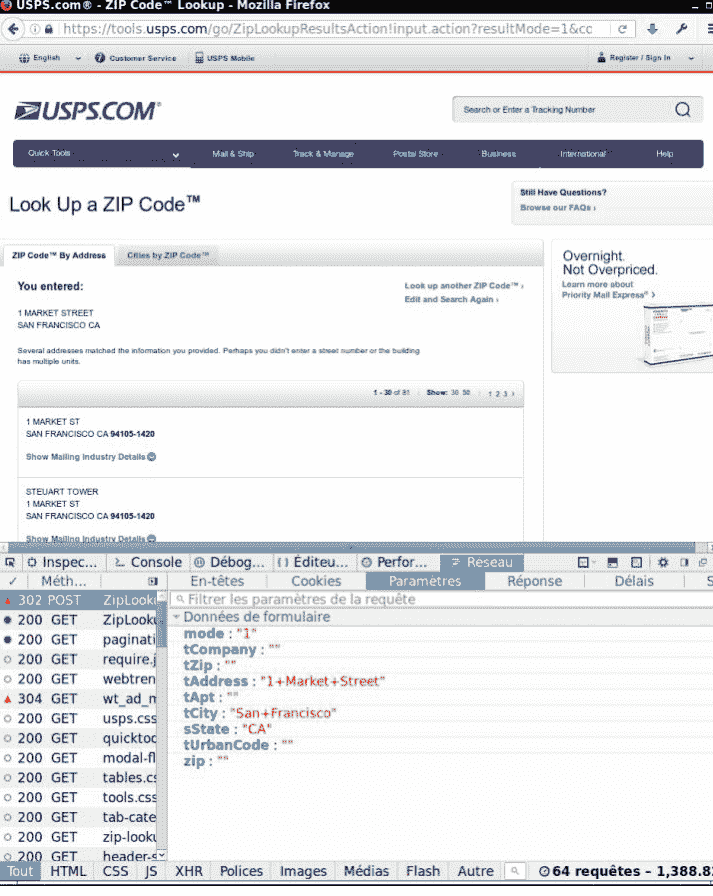 USPS.com® - ZIP Code™ Lookup - Mozilla Firefox
https://tools.usps.com/go/ZipLookupResultsAction!input.action?resultMode=1&cc
English
Customer Service
USPS Mobile
Register / Sign In
USPS.COM®
Search or Enter a Tracking Number
Quick Tools
Mail & Ship
Track & Manage
Postal Store
Business
International
Help
Look Up a ZIP Code™
Still Have Questions?
Browse our FAQs ›
ZIP Code™ By Address
Cities by ZIP Code™
Overnight.
Not Overpriced.
Learn more about
Priority Mail Express® ›
You entered:
Look up another ZIP Code™ ›
Edit and Search Again ›
1 MARKET STREET
SAN FRANCISCO CA
Several addresses matched the information you provided. Perhaps you didn't enter a street number or the building
has multiple units.
1 - 30 of 81 Show: 30 50 1 2 3 ›
1 MARKET ST
SAN FRANCISCO CA 94105-1420
Show Mailing Industry Details
STEUART TOWER
1 MARKET ST
SAN FRANCISCO CA 94105-1420
Show Mailing Industry Details
Inspec... Console Débog... Éditeu... Perfor... Réseau
✓ Méth... En-têtes Cookies Paramètres Réponse Délais S
302 POST ZipLook
Filtrer les paramètres de la requête
200 GET ZipLook
Données de formulaire
200 GET paginati
mode : "1"
tCompany : ""
200 GET require.j
tZip : ""
200 GET webtren
tAddress : "1+Market+Street"
304 GET wt_ad_m
tApt : ""
200 GET usps.css
tCity : "San+Francisco"
sState : "CA"
200 GET quicktoo
tUrbanCode : ""
200 GET modal-fl
zip : ""
200 GET tables.cs
200 GET tools.css
200 GET tab-cate
200 GET zip-looku
200 GET header-s
Tout HTML CSS JS XHR Polices Images Médias Flash Autre 64 requêtes – 1,388.8